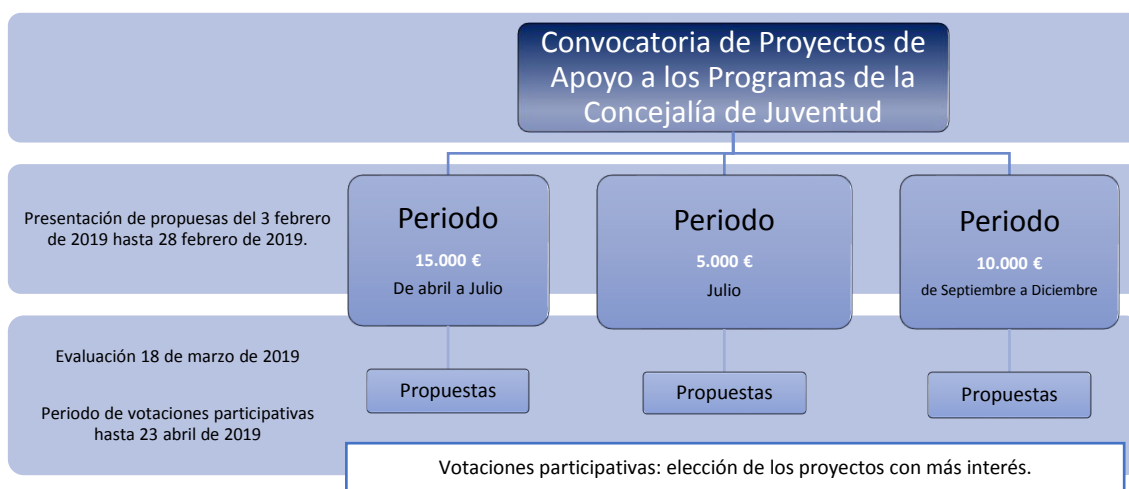 Convocatoria de Proyectos de
Apoyo a los Programas de la
Concejalía de Juventud
Presentación de propuesas del 3 febrero
de 2019 hasta 28 febrero de 2019.
Periodo
15.000 €
De abril a Julio
Periodo
5.000 €
Julio
Periodo
10.000 €
de Septiembre a Diciembre
Evaluación 18 de marzo de 2019
Periodo de votaciones participativas
hasta 23 abril de 2019
Propuestas
Propuestas
Propuestas
Votaciones participativas: elección de los proyectos con más interés.